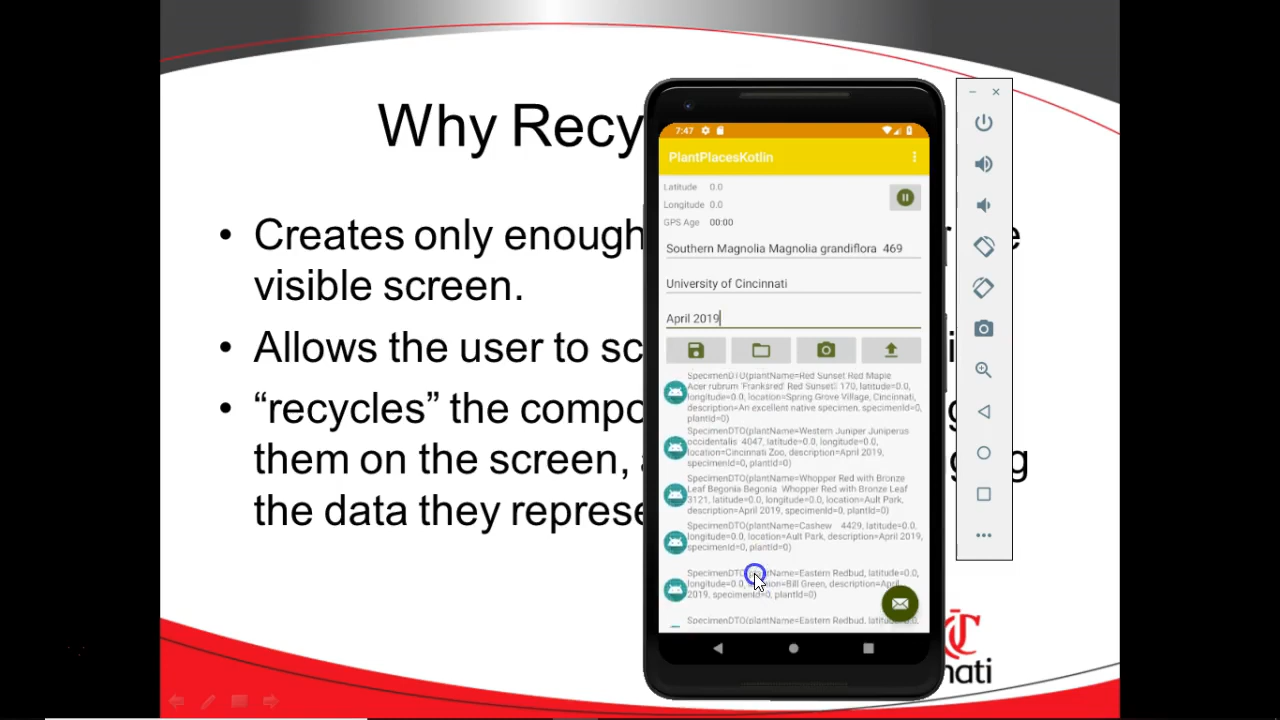 Why Recy
• Creates only enough r e
visible screen.
• Allows the user to sc i
• “recycles” the compo g
them on the screen, a ging
the data they represe
7:47
PlantPlacesKotlin
Latitude 0.0
Longitude 0.0
GPS Age 00:00
Southern Magnolia Magnolia grandiflora 469
University of Cincinnati
April 2019
SpecimenDTO(plantName=Red Sunset Red Maple
Acer rubrum 'Franksred' Red Sunset 170, latitude=0.0,
longitude=0.0, location=Spring Grove Village, Cincinnati,
description=An excellent native specimen, specimenId=0,
plantId=0)
SpecimenDTO(plantName=Western Juniper Juniperus
occidentalis 4047, latitude=0.0, longitude=0.0,
location=Cincinnati Zoo, description=April 2019,
specimenId=0, plantId=0)
SpecimenDTO(plantName=Whopper Red with Bronze
Leaf Begonia Begonia Whopper Red with Bronze Leaf
3121, latitude=0.0, longitude=0.0, location=Ault Park,
description=April 2019, specimenId=0, plantId=0)
SpecimenDTO(plantName=Cashew 4429, latitude=0.0,
longitude=0.0, location=Ault Park, description=April 2019,
specimenId=0, plantId=0)
SpecimenDTO(plantName=Eastern Redbud, latitude=0.0,
longitude=0.0, location=Bill Green, description=April
2019, specimenId=0, plantId=0)
SpecimenDTO(plantName=Eastern Redbud, latitude=0.0,
nati